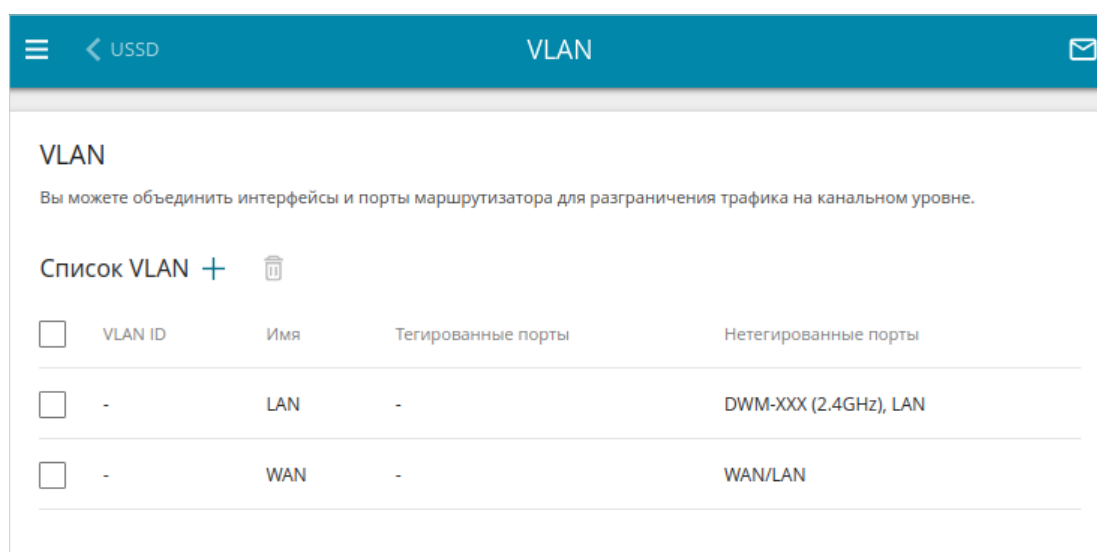 USSD VLAN
VLAN
Вы можете объединить интерфейсы и порты маршрутизатора для разграничения трафика на канальном уровне.
Список VLAN
VLAN ID Имя Тегированные порты Нетегированные порты
- LAN - DWM-XXX (2.4GHz), LAN
- WAN - WAN/LAN